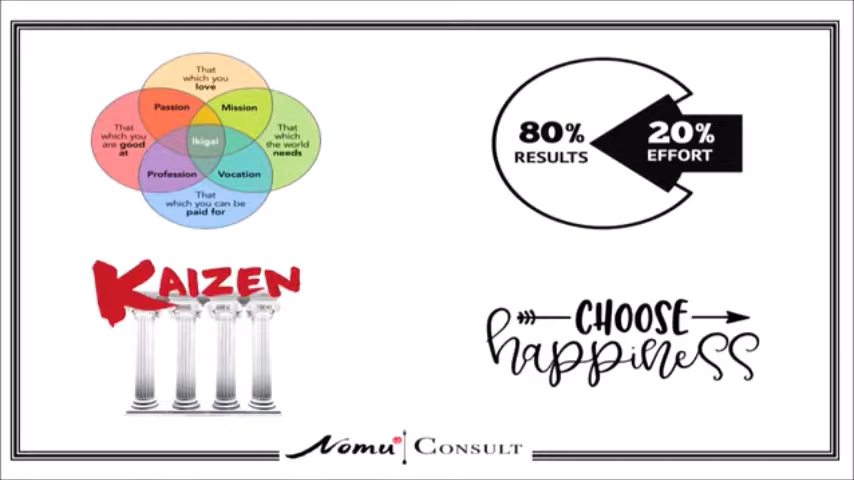 That
which you
love
Passion
Mission
That
which you
are good
at
Ikigai
That
which
the world
needs
Profession
Vocation
That
which you can be
paid for
80%
RESULTS
20%
EFFORT
KAIZEN
CHOOSE
happiness
Nomu CONSULT